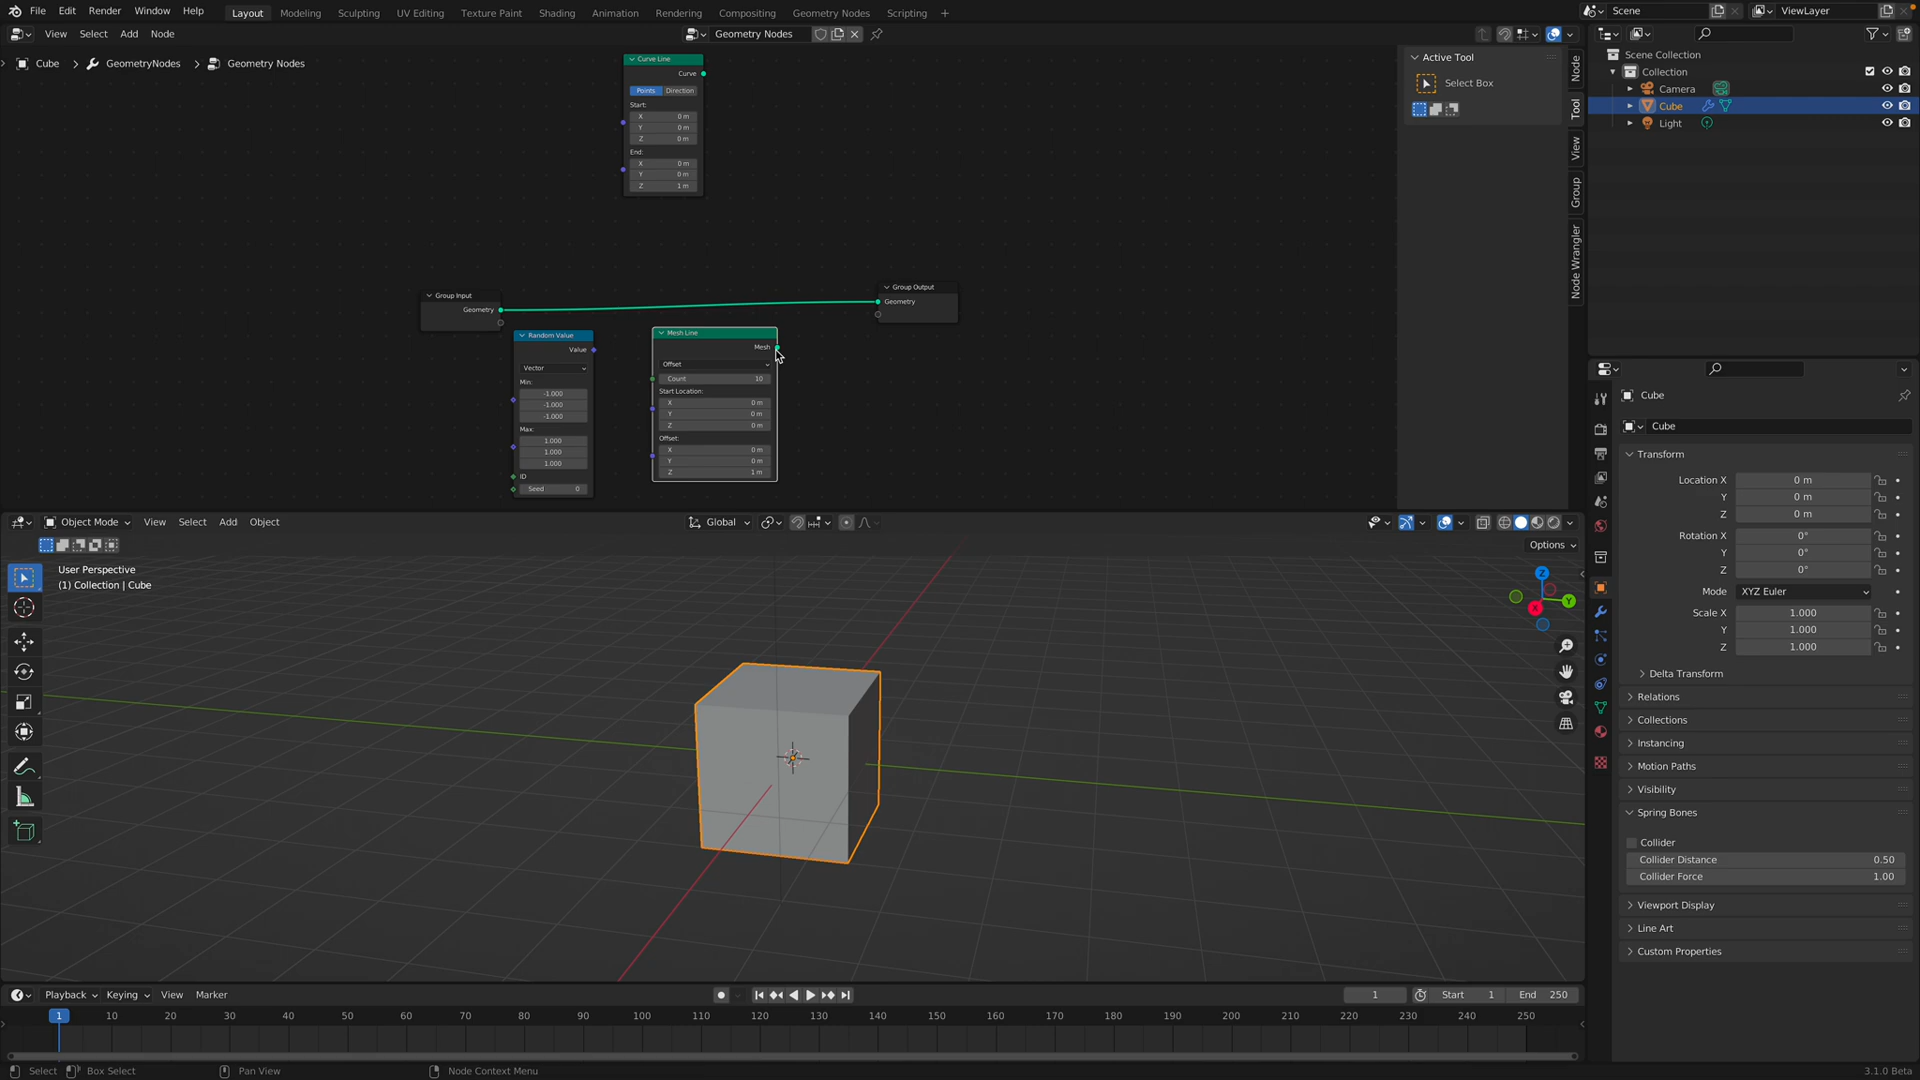 File Edit Render Window Help Layout Modeling Sculpting UV Editing Texture Paint Shading Animation Rendering Compositing Geometry Nodes Scripting + Scene ViewLayer
View Select Add Node Geometry Nodes
Cube > GeometryNodes > Geometry Nodes
Curve Line
Curve
Points Direction
Start:
X 0 m
Y 0 m
Z 0 m
End:
X 0 m
Y 0 m
Z 1 m
Group Input
Geometry
Group Output
Geometry
Random Value
Value
Vector
Min:
-1.000
-1.000
-1.000
Max:
1.000
1.000
1.000
ID
Seed 0
Mesh Line
Mesh
Offset
Count 10
Start Location:
X 0 m
Y 0 m
Z 0 m
Offset:
X 0 m
Y 0 m
Z 1 m
Active Tool
Select Box
Node
Tool
View
Group
Node Wrangler
Scene Collection
Collection
Camera
Cube
Light
Object Mode View Select Add Object Global
Options
User Perspective
(1) Collection | Cube
Z
Y
X
Cube
Cube
Transform
Location X 0 m
Y 0 m
Z 0 m
Rotation X 0°
Y 0°
Z 0°
Mode XYZ Euler
Scale X 1.000
Y 1.000
Z 1.000
Delta Transform
Relations
Collections
Instancing
Motion Paths
Visibility
Spring Bones
Collider
Collider Distance 0.50
Collider Force 1.00
Viewport Display
Line Art
Custom Properties
Playback Keying View Marker 1 Start 1 End 250
1 10 20 30 40 50 60 70 80 90 100 110 120 130 140 150 160 170 180 190 200 210 220 230 240 250
Select Box Select Pan View Node Context Menu 3.1.0 Beta